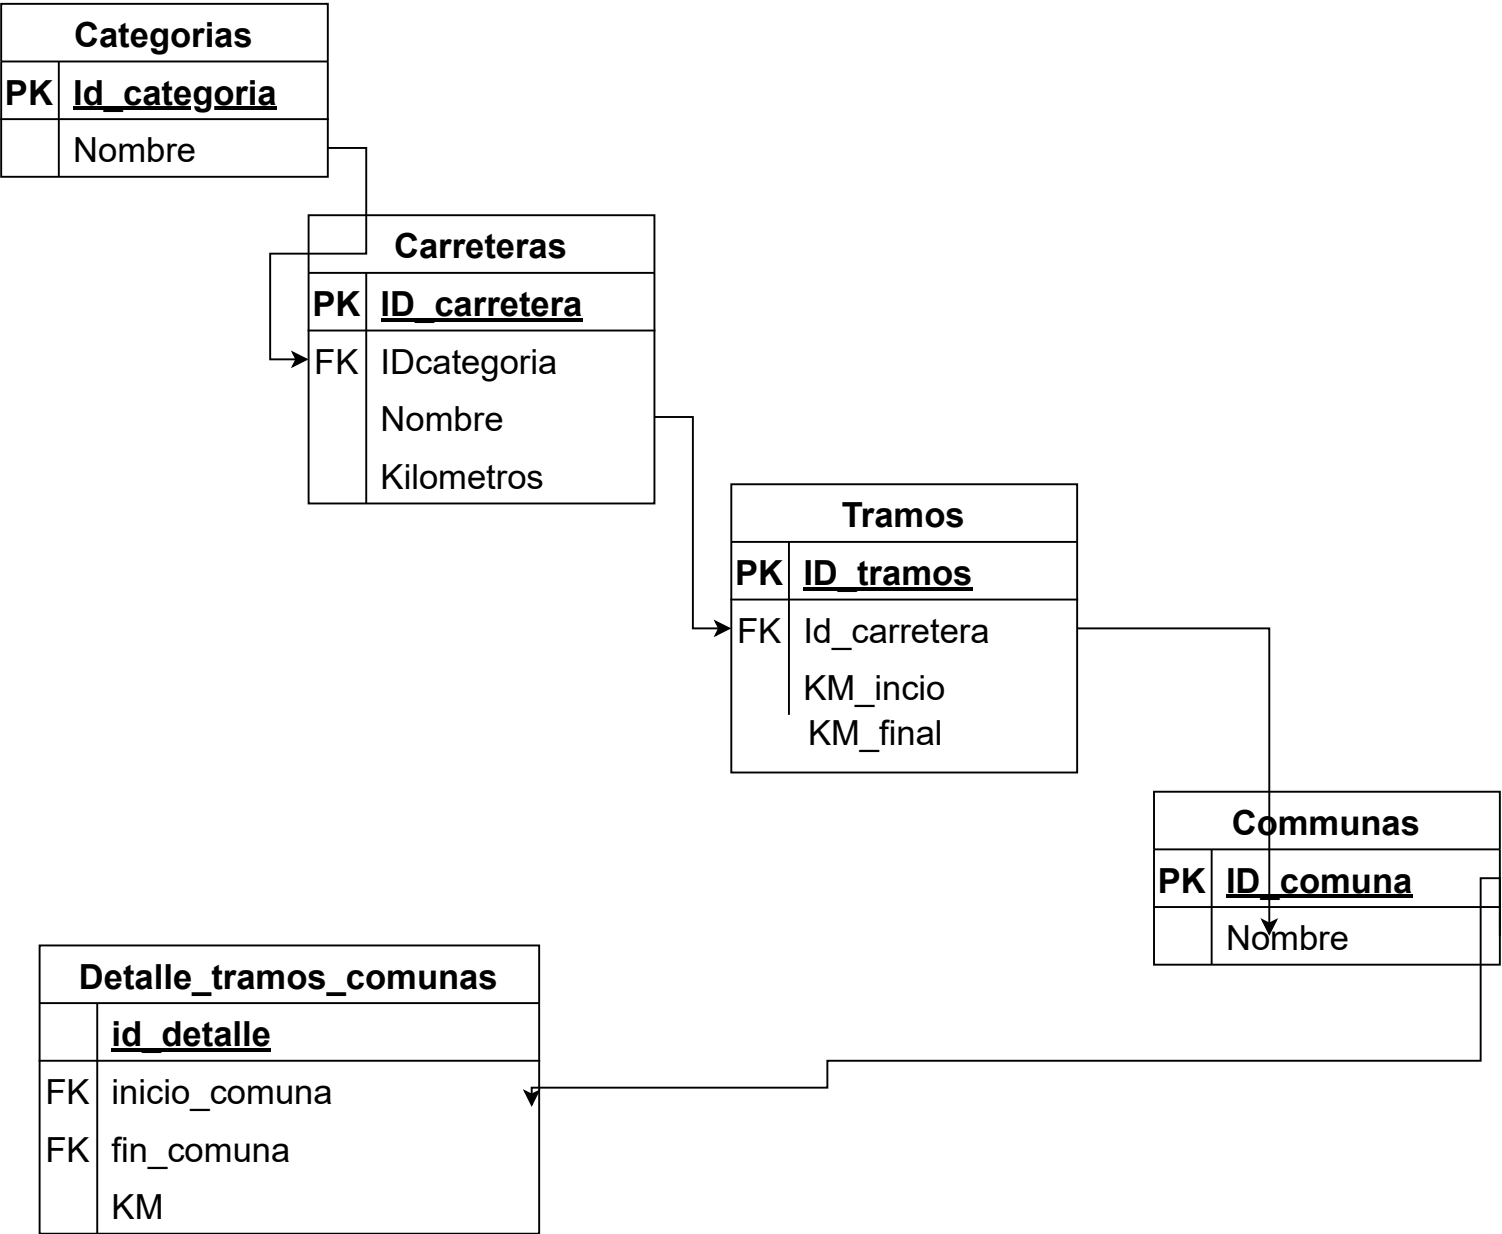 Categorias
PK Id_categoria
Nombre
Carreteras
PK ID_carretera
FK IDcategoria
Nombre
Kilometros
Tramos
PK ID_tramos
FK Id_carretera
KM_incio
KM_final
Communas
PK ID_comuna
Nombre
Detalle_tramos_comunas
id_detalle
FK inicio_comuna
FK fin_comuna
KM